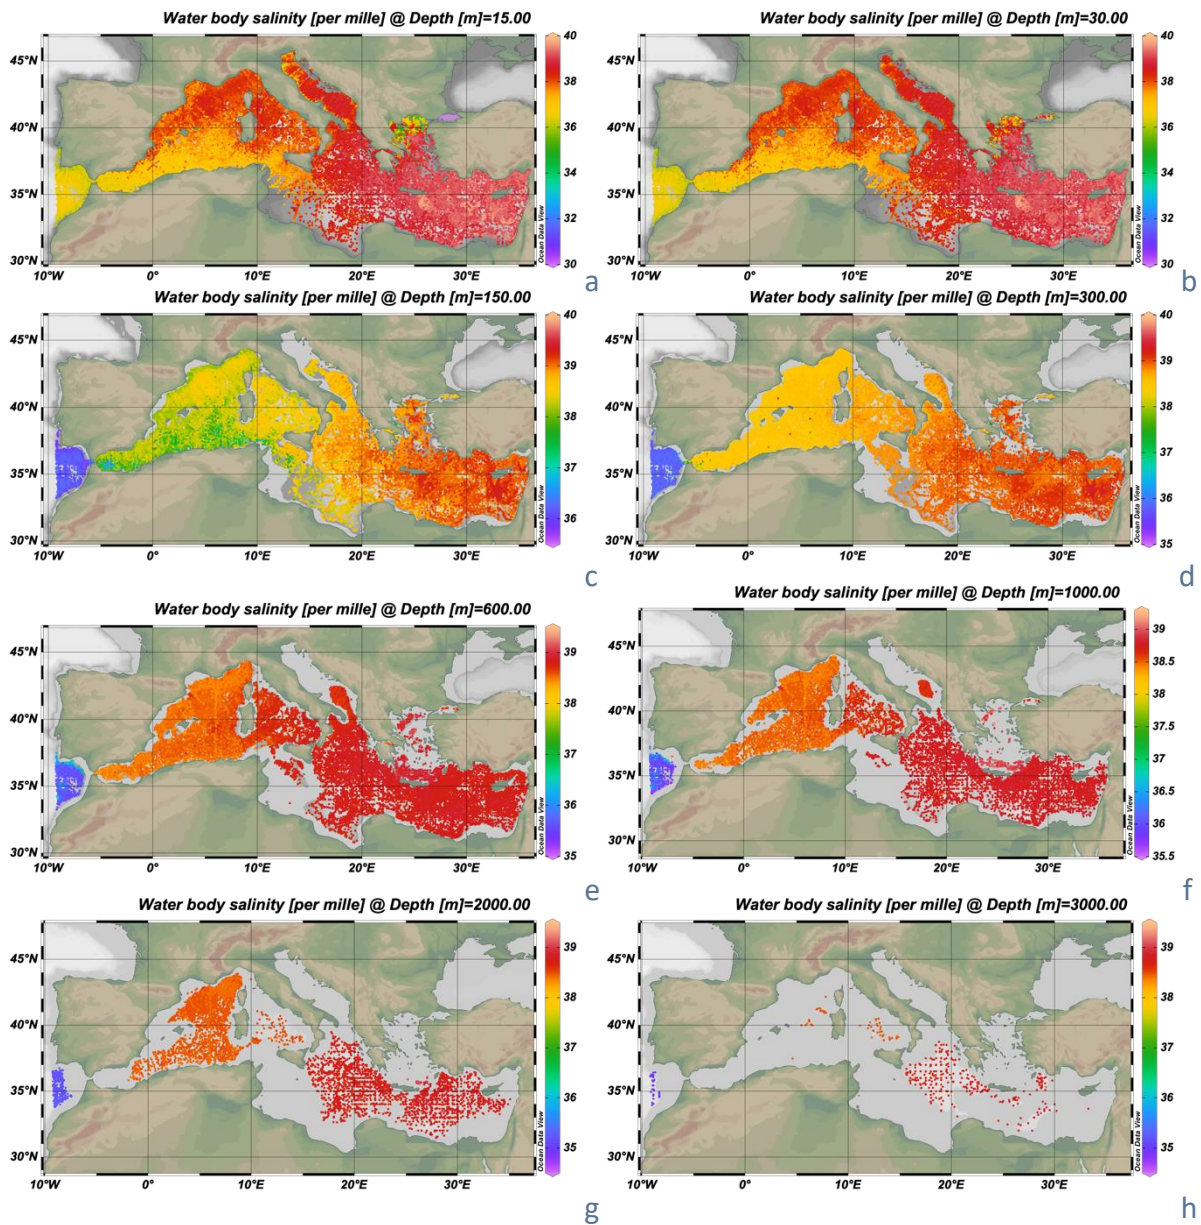 Water body salinity [per mille] @ Depth [m]=15.00
45°N
40°N
35°N
30°N
10°W 0° 10°E 20°E 30°E
40
38
36
34
32
30
Ocean Data View
a
Water body salinity [per mille] @ Depth [m]=30.00
45°N
40°N
35°N
30°N
10°W 0° 10°E 20°E 30°E
40
38
36
34
32
30
Ocean Data View
b
Water body salinity [per mille] @ Depth [m]=150.00
45°N
40°N
35°N
30°N
10°W 0° 10°E 20°E 30°E
40
39
38
37
36
Ocean Data View
c
Water body salinity [per mille] @ Depth [m]=300.00
45°N
40°N
35°N
30°N
10°W 0° 10°E 20°E 30°E
40
39
38
37
36
35
Ocean Data View
d
Water body salinity [per mille] @ Depth [m]=600.00
45°N
40°N
35°N
30°N
10°W 0° 10°E 20°E 30°E
39
38
37
36
35
Ocean Data View
e
Water body salinity [per mille] @ Depth [m]=1000.00
45°N
40°N
35°N
30°N
10°W 0° 10°E 20°E 30°E
39
38.5
38
37.5
37
36.5
36
35.5
Ocean Data View
f
Water body salinity [per mille] @ Depth [m]=2000.00
45°N
40°N
35°N
30°N
10°W 0° 10°E 20°E 30°E
39
38
37
36
35
Ocean Data View
g
Water body salinity [per mille] @ Depth [m]=3000.00
45°N
40°N
35°N
30°N
10°W 0° 10°E 20°E 30°E
39
38
37
36
35
Ocean Data View
h